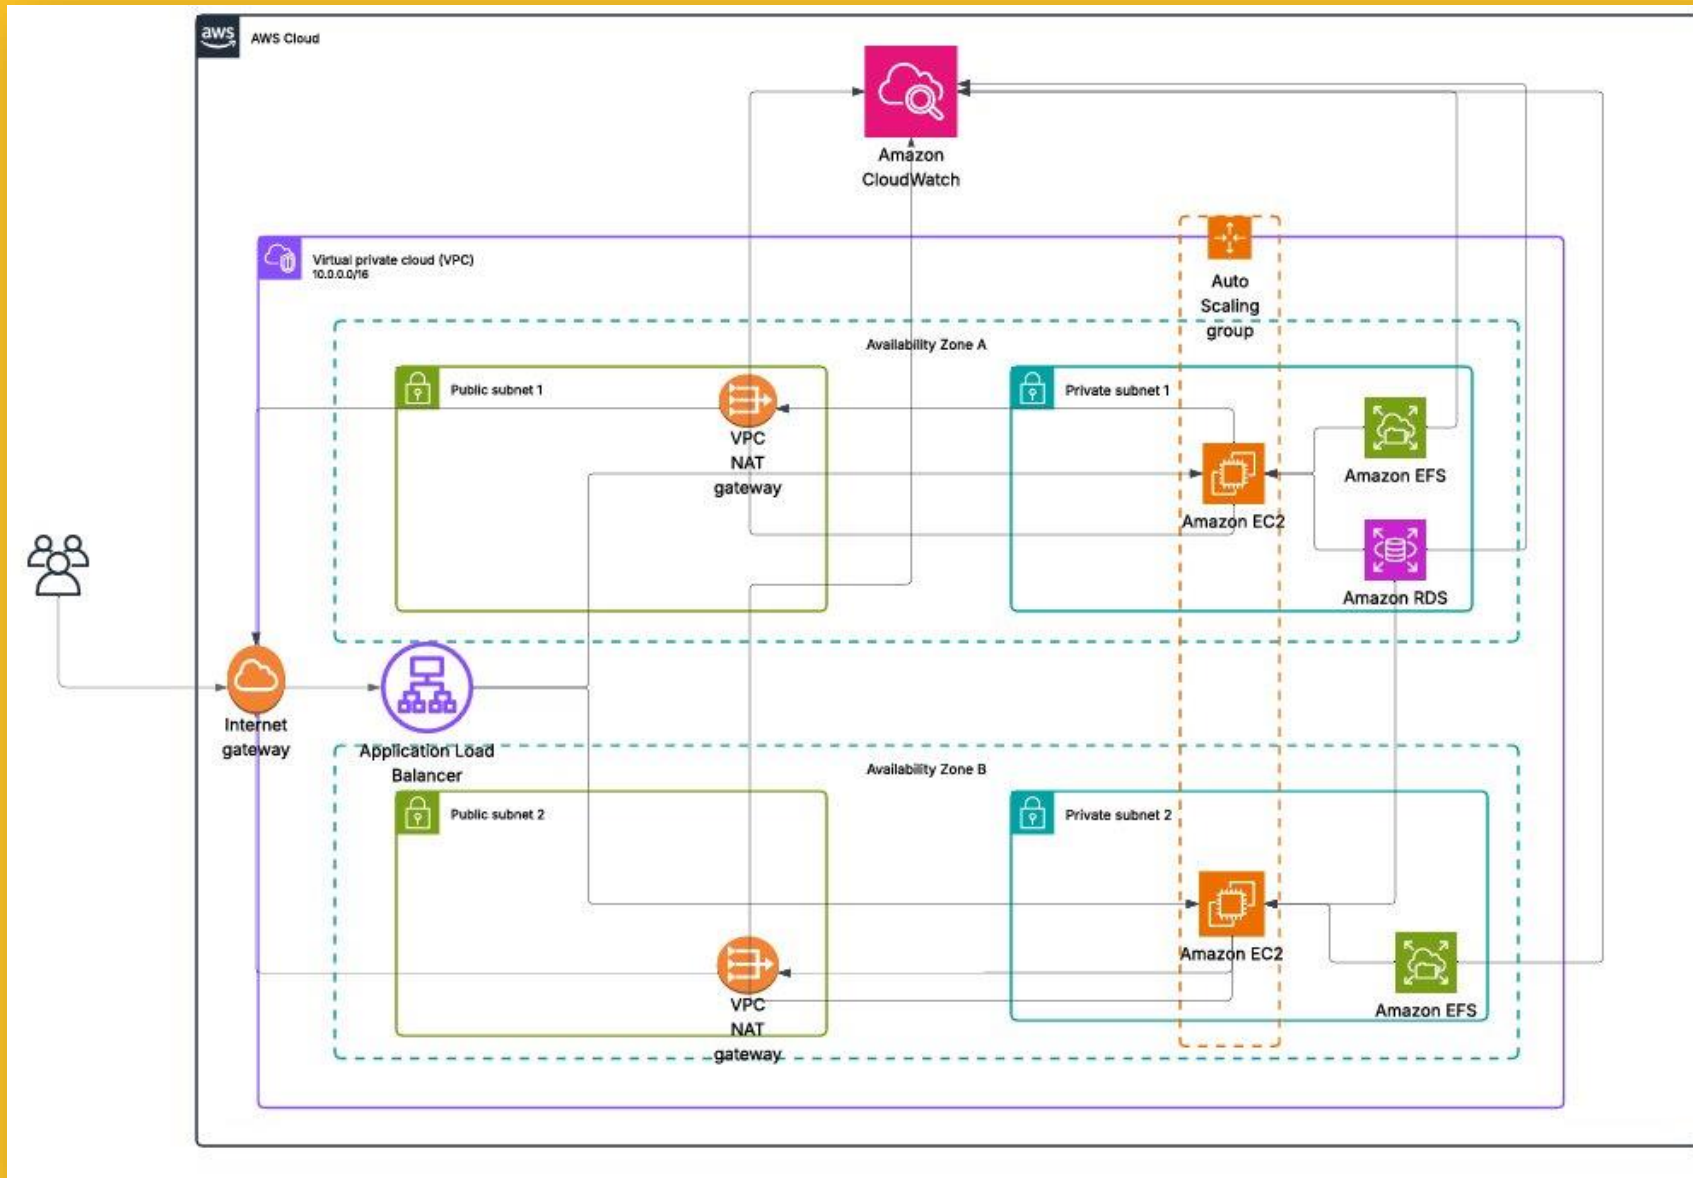 aws
AWS Cloud
Amazon
CloudWatch
Virtual private cloud (VPC)
10.0.0.0/16
Auto
Scaling
group
Availability Zone A
Public subnet 1
VPC
NAT
gateway
Private subnet 1
Amazon EC2
Amazon EFS
Amazon RDS
Internet
gateway
Application Load
Balancer
Availability Zone B
Public subnet 2
VPC
NAT
gateway
Private subnet 2
Amazon EC2
Amazon EFS